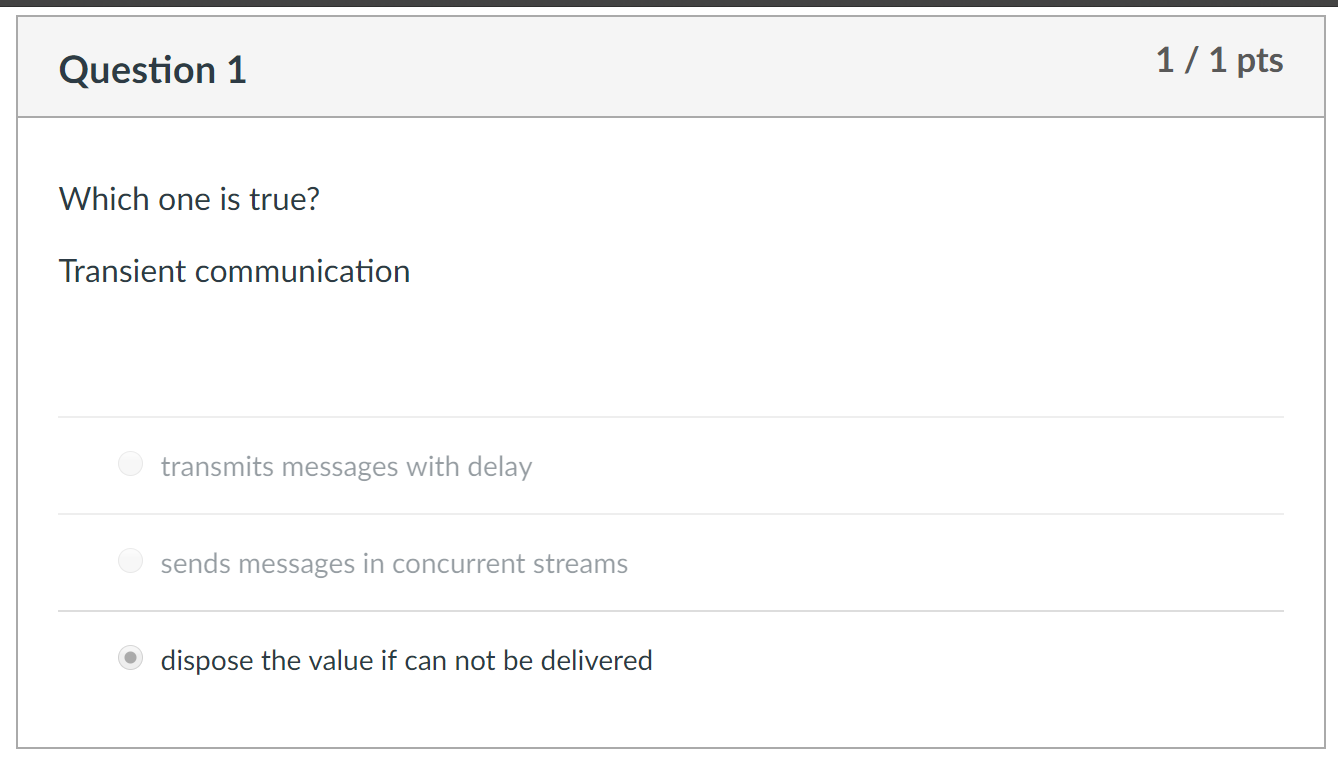 Question 1
1 / 1 pts
Which one is true?
Transient communication
transmits messages with delay
sends messages in concurrent streams
dispose the value if can not be delivered